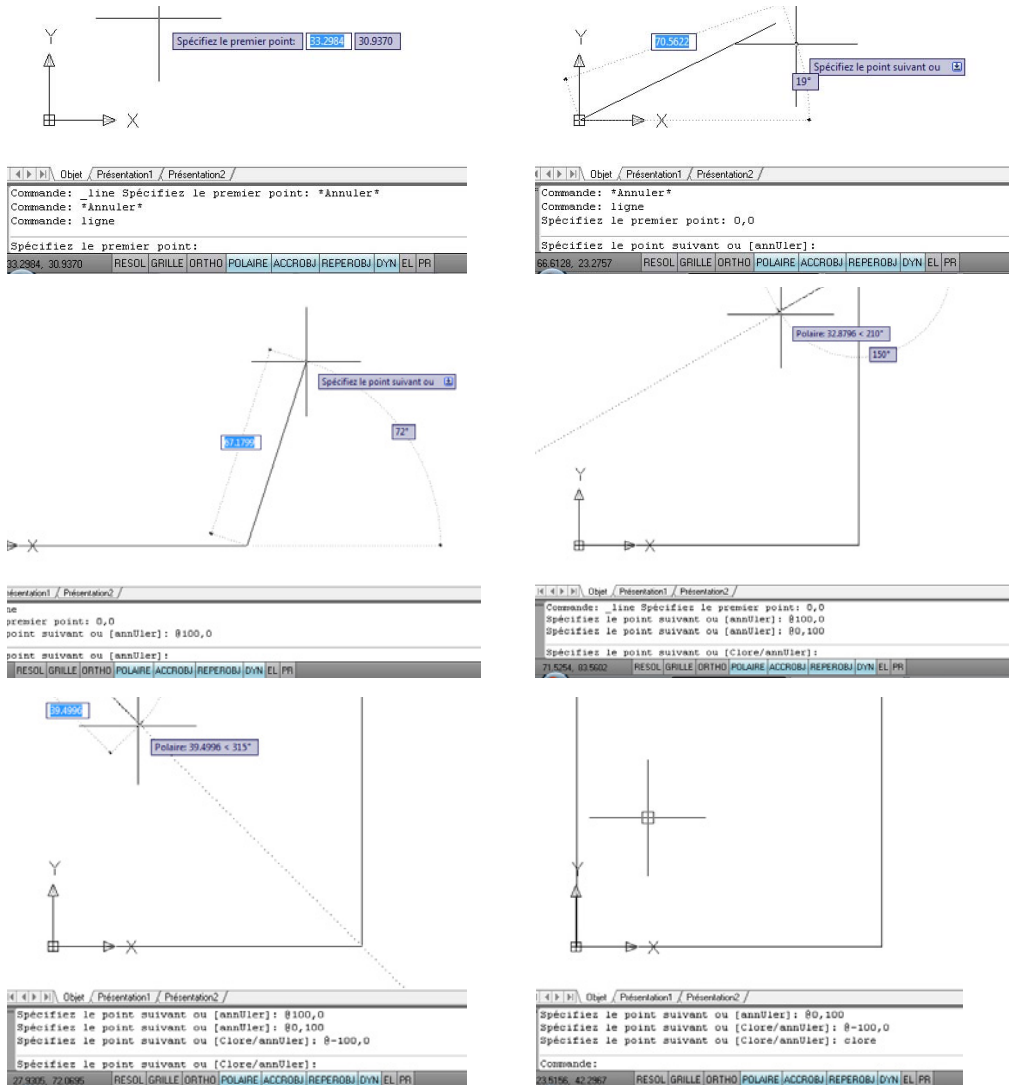 Y
Spécifiez le premier point: 33.2984 30.9370
X
Objet Présentation1 Présentation2
Commande: _line Spécifiez le premier point: *Annuler*
Commande: *Annuler*
Commande: ligne
Spécifiez le premier point:
33.2984, 30.9370 RESOL GRILLE ORTHO POLAIRE ACCROBJ REPEROBJ DYN EL PR
Y
70.5622
Spécifiez le point suivant ou
19°
X
Objet Présentation1 Présentation2
Commande: *Annuler*
Commande: ligne
Spécifiez le premier point: 0,0
Spécifiez le point suivant ou [annUler]:
66.6128, 23.2757 RESOL GRILLE ORTHO POLAIRE ACCROBJ REPEROBJ DYN EL PR
Spécifiez le point suivant ou
72°
67.1799
X
ésentation1 Présentation2
ne
premier point: 0,0
point suivant ou [annUler]: @100,0
point suivant ou [annUler]:
RESOL GRILLE ORTHO POLAIRE ACCROBJ REPEROBJ DYN EL PR
Polaire: 32.8796 < 210°
150°
Y
X
Objet Présentation1 Présentation2
Commande: _line Spécifiez le premier point: 0,0
Spécifiez le point suivant ou [annUler]: @100,0
Spécifiez le point suivant ou [annUler]: @0,100
Spécifiez le point suivant ou [Clore/annUler]:
71.5254, 83.5602 RESOL GRILLE ORTHO POLAIRE ACCROBJ REPEROBJ DYN EL PR
39.4996
Polaire: 39.4996 < 315°
Y
X
Objet Présentation1 Présentation2
Spécifiez le point suivant ou [annUler]: @100,0
Spécifiez le point suivant ou [annUler]: @0,100
Spécifiez le point suivant ou [Clore/annUler]: @-100,0
Spécifiez le point suivant ou [Clore/annUler]:
27.9305, 72.0695 RESOL GRILLE ORTHO POLAIRE ACCROBJ REPEROBJ DYN EL PR
Y
X
Objet Présentation1 Présentation2
Spécifiez le point suivant ou [annUler]: @0,100
Spécifiez le point suivant ou [Clore/annUler]: @-100,0
Spécifiez le point suivant ou [Clore/annUler]: clore
Commande:
23.5156, 42.2967 RESOL GRILLE ORTHO POLAIRE ACCROBJ REPEROBJ DYN EL PR